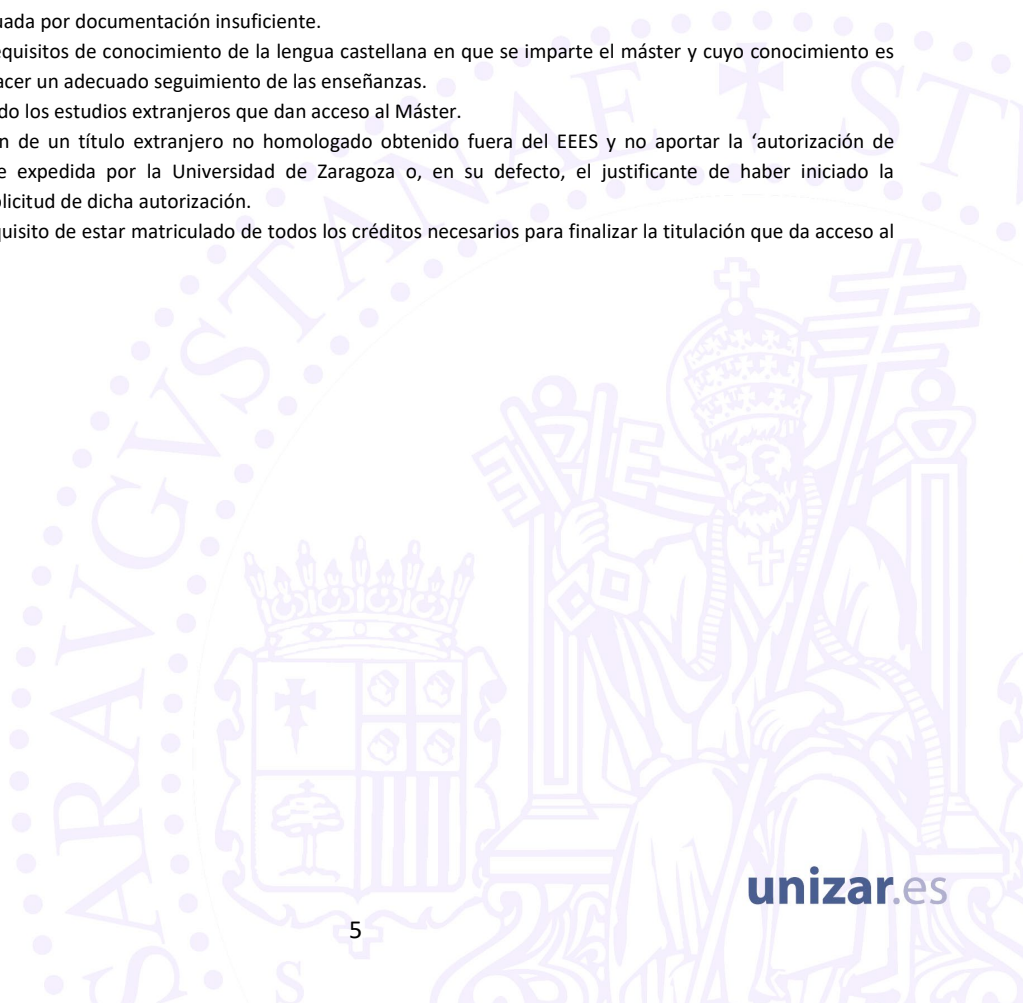 uada por documentación insuficiente.
equisitos de conocimiento de la lengua castellana en que se imparte el máster y cuyo conocimiento es
acer un adecuado seguimiento de las enseñanzas.
do los estudios extranjeros que dan acceso al Máster.
n de un título extranjero no homologado obtenido fuera del EEES y no aportar la ‘autorización de
e expedida por la Universidad de Zaragoza o, en su defecto, el justificante de haber iniciado la
olicitud de dicha autorización.
quisito de estar matriculado de todos los créditos necesarios para finalizar la titulación que da acceso al
SARAVGVSTANAE STV
unizar.es
5
S